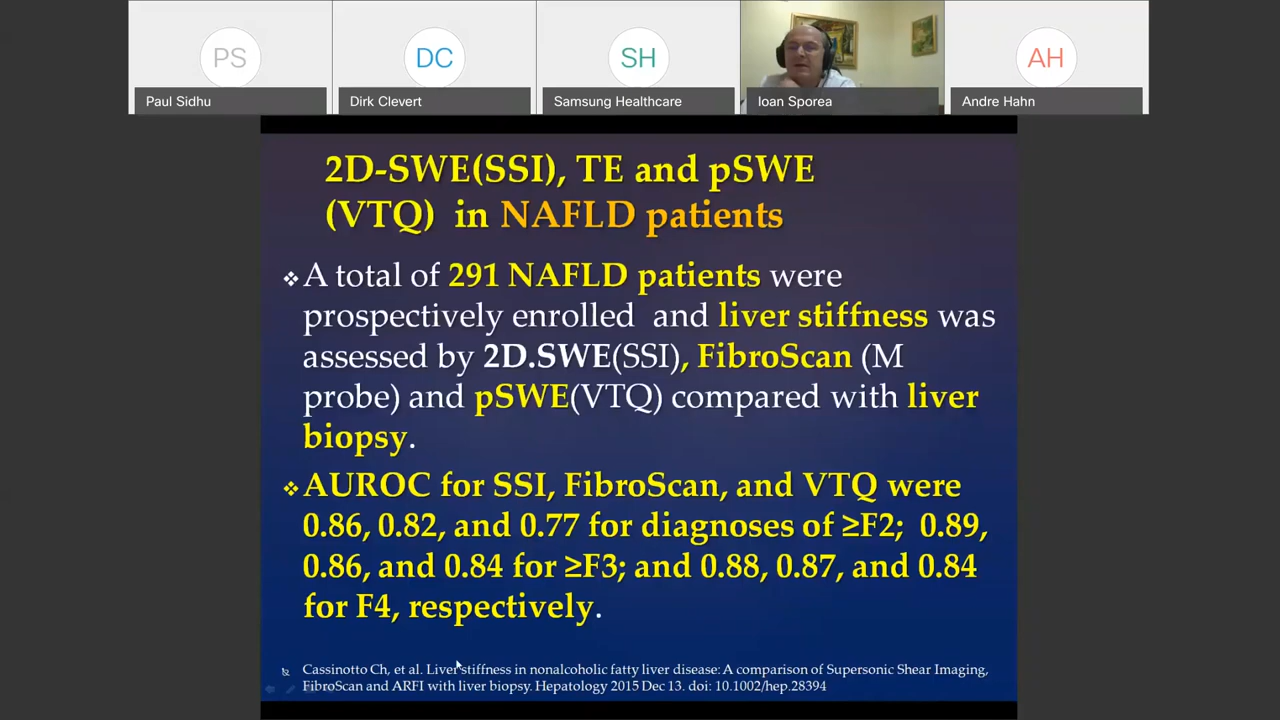 PS
DC
SH
AH
Paul Sidhu
Dirk Clevert
Samsung Healthcare
Ioan Sporea
Andre Hahn
2D-SWE(SSI), TE and pSWE
(VTQ) in NAFLD patients
❖A total of 291 NAFLD patients were
prospectively enrolled and liver stiffness was
assessed by 2D.SWE(SSI), FibroScan (M
probe) and pSWE(VTQ) compared with liver
biopsy.
❖AUROC for SSI, FibroScan, and VTQ were
0.86, 0.82, and 0.77 for diagnoses of ≥F2; 0.89,
0.86, and 0.84 for ≥F3; and 0.88, 0.87, and 0.84
for F4, respectively.
Cassinotto Ch, et al. Liver stiffness in nonalcoholic fatty liver disease: A comparison of Supersonic Shear Imaging,
FibroScan and ARFI with liver biopsy. Hepatology 2015 Dec 13. doi: 10.1002/hep.28394